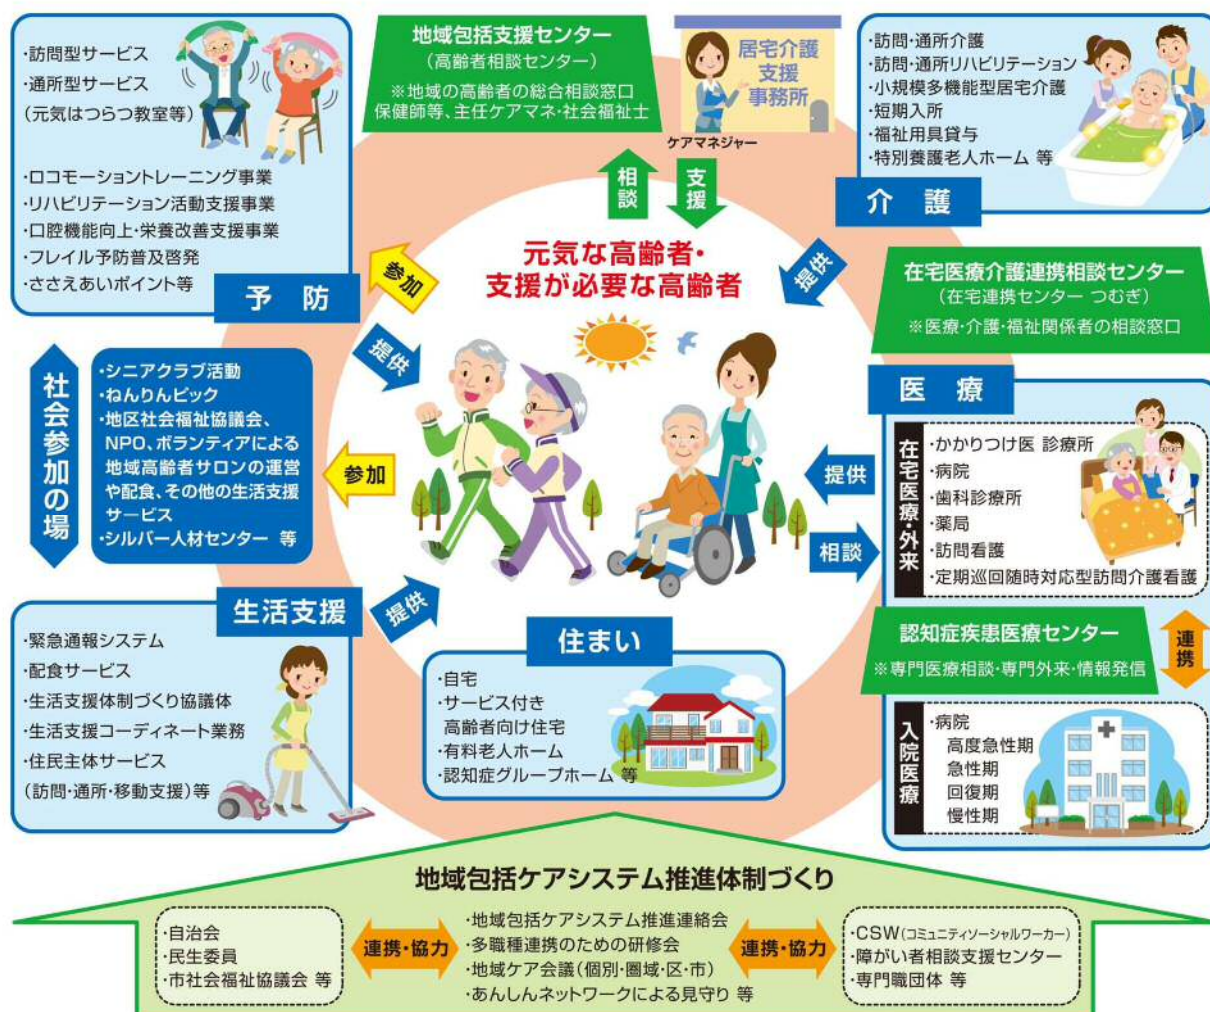 ・訪問型サービス
・通所型サービス
(元気はつらつ教室等)
・ロコモーショントレーニング事業
・リハビリテーション活動支援事業
・口腔機能向上・栄養改善支援事業
・フレイル予防普及啓発
・ささえあいポイント等
予 防
地域包括支援センター
(高齢者相談センター)
※地域の高齢者の総合相談窓口
保健師等、主任ケアマネ・社会福祉士
居宅介護
支援
事務所
ケアマネジャー
相談
支援
・訪問・通所介護
・訪問・通所リハビリテーション
・小規模多機能型居宅介護
・短期入所
・福祉用具貸与
・特別養護老人ホーム 等
介 護
元気な高齢者・
支援が必要な高齢者
参加
提供
提供
在宅医療介護連携相談センター
(在宅連携センター つむぎ)
※医療・介護・福祉関係者の相談窓口
社会参加の場
・シニアクラブ活動
・ねんりんピック
・地区社会福祉協議会、
NPO、ボランティアによる
地域高齢者サロンの運営
や配食、その他の生活支援
サービス
・シルバー人材センター 等
参加
提供
相談
医 療
在宅医療・外来
・かかりつけ医 診療所
・病院
・歯科診療所
・薬局
・訪問看護
・定期巡回随時対応型訪問介護看護
認知症疾患医療センター
※専門医療相談・専門外来・情報発信
連携
入院医療
・病院
高度急性期
急性期
回復期
慢性期
生活支援
提供
・緊急通報システム
・配食サービス
・生活支援体制づくり協議体
・生活支援コーディネート業務
・住民主体サービス
(訪問・通所・移動支援)等
住まい
・自宅
・サービス付き
高齢者向け住宅
・有料老人ホーム
・認知症グループホーム 等
地域包括ケアシステム推進体制づくり
・自治会
・民生委員
・市社会福祉協議会 等
連携・協力
・地域包括ケアシステム推進連絡会
・多職種連携のための研修会
・地域ケア会議(個別・圏域・区・市)
・あんしんネットワークによる見守り 等
連携・協力
・CSW(コミュニティソーシャルワーカー)
・障がい者相談支援センター
・専門職団体 等